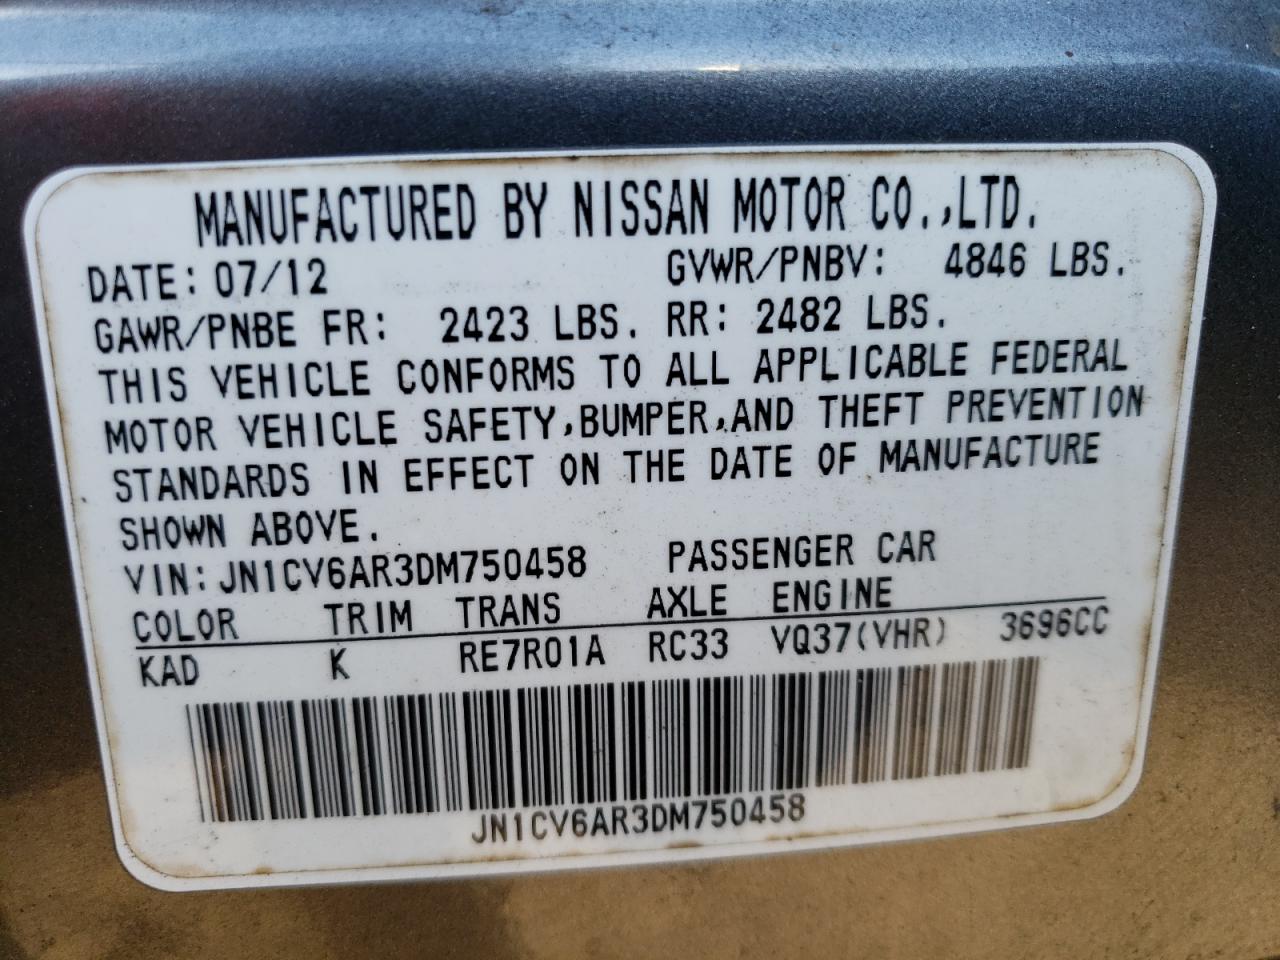 MANUFACTURED BY NISSAN MOTOR CO.,LTD.
DATE: 07/12 GVWR/PNBV: 4846 LBS.
GAWR/PNBE FR: 2423 LBS. RR: 2482 LBS.
THIS VEHICLE CONFORMS TO ALL APPLICABLE FEDERAL
MOTOR VEHICLE SAFETY,BUMPER,AND THEFT PREVENTION
STANDARDS IN EFFECT ON THE DATE OF MANUFACTURE
SHOWN ABOVE.
VIN: JN1CV6AR3DM750458 PASSENGER CAR
COLOR TRIM TRANS AXLE ENGINE
KAD K RE7R01A RC33 VQ37(VHR) 3696CC
JN1CV6AR3DM750458